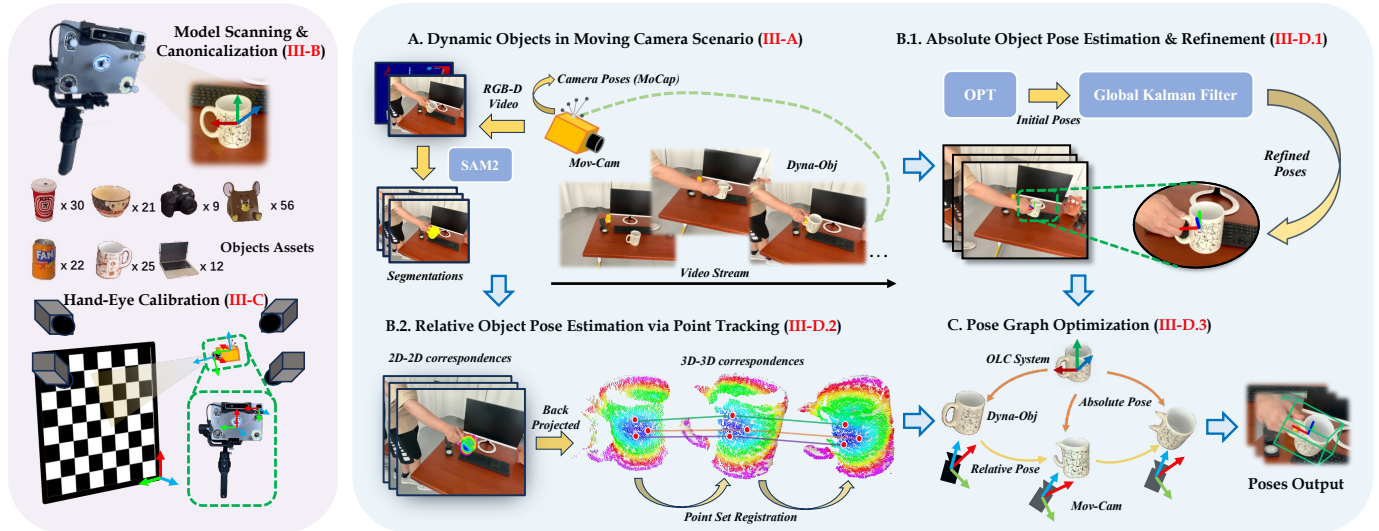 Model Scanning &
Canonicalization (III-B)
x 30
x 21
x 9
x 56
x 22
x 25
x 12
Objects Assets
FANTA
Hand-Eye Calibration (III-C)
A. Dynamic Objects in Moving Camera Scenario (III-A)
RGB-D
Video
Camera Poses (MoCap)
Mov-Cam
SAM2
Dyna-Obj
Segmentations
Video Stream
...
B.1. Absolute Object Pose Estimation & Refinement (III-D.1)
OPT
Initial Poses
Global Kalman Filter
Refined
Poses
B.2. Relative Object Pose Estimation via Point Tracking (III-D.2)
2D-2D correspondences
3D-3D correspondences
Back
Projected
Point Set Registration
C. Pose Graph Optimization (III-D.3)
OLC System
Dyna-Obj
Absolute Pose
Relative Pose
Mov-Cam
Poses Output